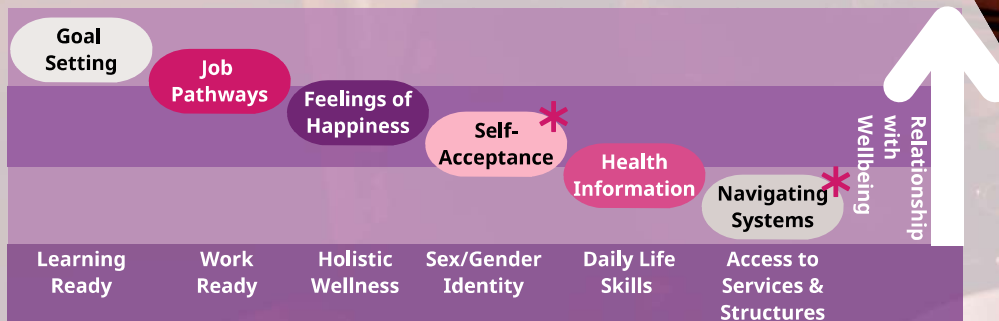 Goal
Setting
Job
Pathways
Feelings of
Happiness
Self-
Acceptance
*
Health
Information
Navigating
Systems
*
Relationship
with
Wellbeing
Learning
Ready
Work
Ready
Holistic
Wellness
Sex/Gender
Identity
Daily Life
Skills
Access to
Services &
Structures